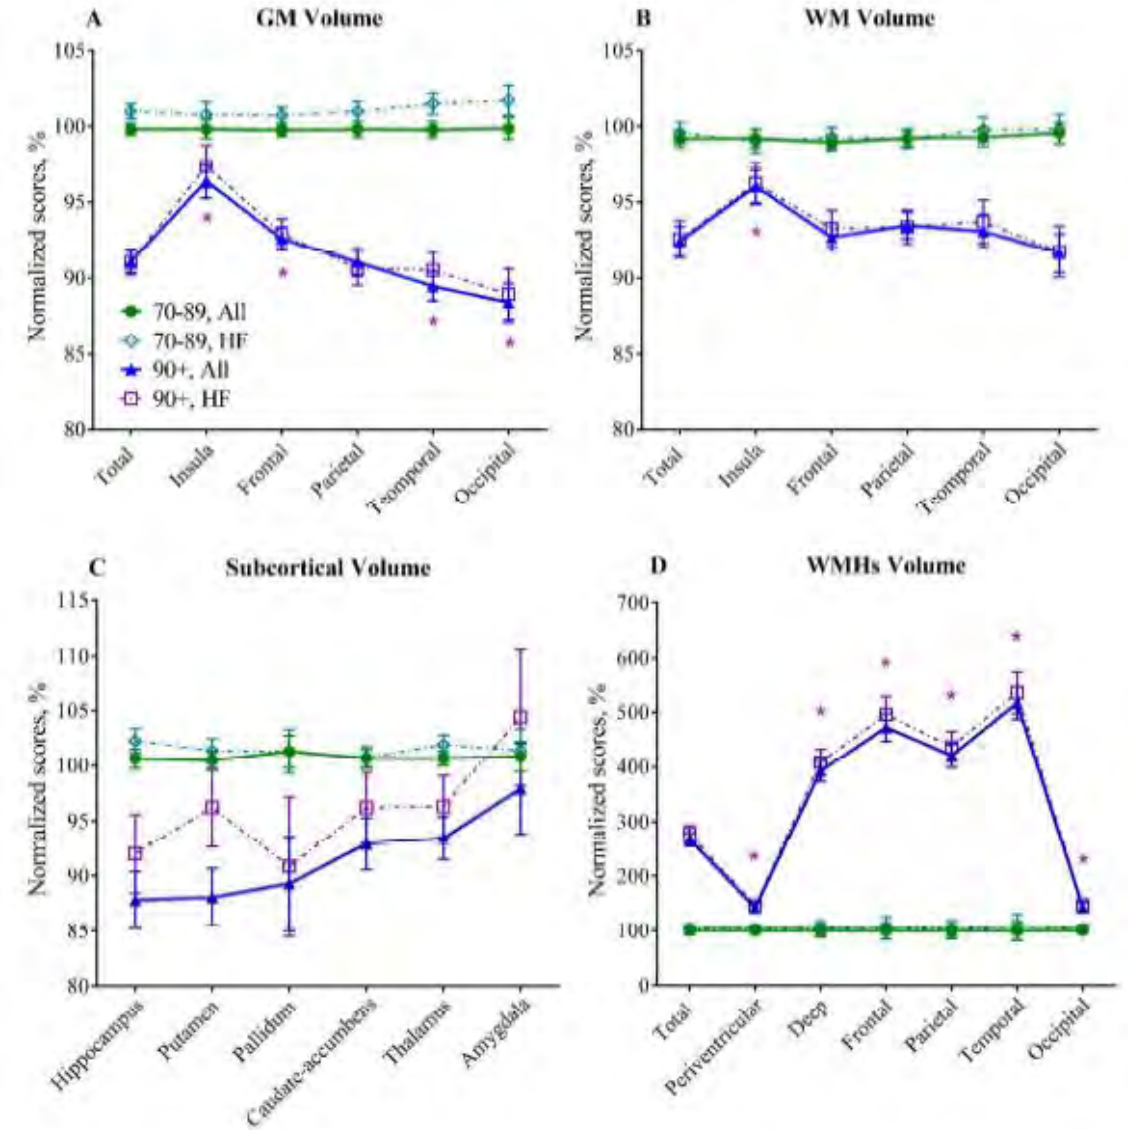 A
GM Volume
Normalized scores, %
105
100
95
90
85
80
70-89, All
70-89, HF
90+, All
90+, HF
*
*
*
*
Total
Insula
Frontal
Parietal
Temporal
Occipital
B
WM Volume
Normalized scores, %
105
100
95
90
85
80
*
Total
Insula
Frontal
Parietal
Temporal
Occipital
C
Subcortical Volume
Normalized scores, %
115
110
105
100
95
90
85
80
Hippocampus
Putamen
Pallidum
Caudate-accumbens
Thalamus
Amygdala
D
WMHs Volume
Normalized scores, %
700
600
500
400
300
200
100
0
*
*
*
*
*
*
Total
Periventricular
Deep
Frontal
Parietal
Temporal
Occipital